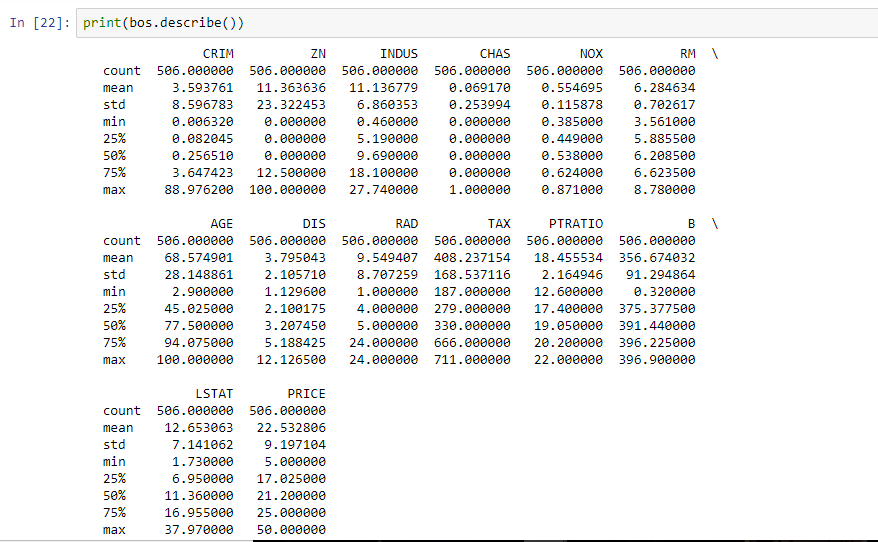 In [22]: print(bos.describe())
CRIM ZN INDUS CHAS NOX RM \
count 506.000000 506.000000 506.000000 506.000000 506.000000 506.000000
mean 3.593761 11.363636 11.136779 0.069170 0.554695 6.284634
std 8.596783 23.322453 6.860353 0.253994 0.115878 0.702617
min 0.006320 0.000000 0.460000 0.000000 0.385000 3.561000
25% 0.082045 0.000000 5.190000 0.000000 0.449000 5.885500
50% 0.256510 0.000000 9.690000 0.000000 0.538000 6.208500
75% 3.647423 12.500000 18.100000 0.000000 0.624000 6.623500
max 88.976200 100.000000 27.740000 1.000000 0.871000 8.780000
AGE DIS RAD TAX PTRATIO B \
count 506.000000 506.000000 506.000000 506.000000 506.000000 506.000000
mean 68.574901 3.795043 9.549407 408.237154 18.455534 356.674032
std 28.148861 2.105710 8.707259 168.537116 2.164946 91.294864
min 2.900000 1.129600 1.000000 187.000000 12.600000 0.320000
25% 45.025000 2.100175 4.000000 279.000000 17.400000 375.377500
50% 77.500000 3.207450 5.000000 330.000000 19.050000 391.440000
75% 94.075000 5.188425 24.000000 666.000000 20.200000 396.225000
max 100.000000 12.126500 24.000000 711.000000 22.000000 396.900000
LSTAT PRICE
count 506.000000 506.000000
mean 12.653063 22.532806
std 7.141062 9.197104
min 1.730000 5.000000
25% 6.950000 17.025000
50% 11.360000 21.200000
75% 16.955000 25.000000
max 37.970000 50.000000